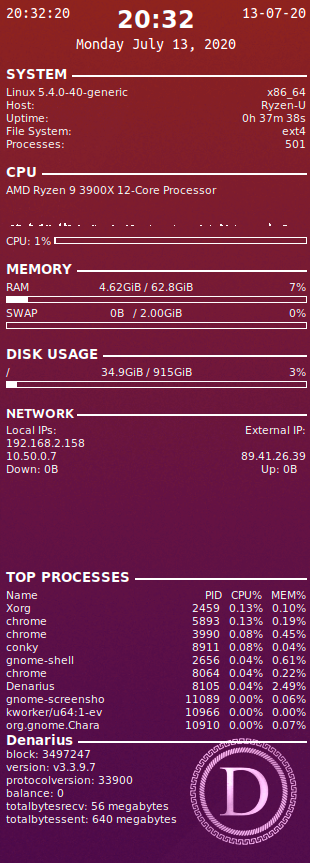 20:32:20 20:32 13-07-20
Monday July 13, 2020
SYSTEM
Linux 5.4.0-40-generic x86_64
Host: Ryzen-U
Uptime: 0h 37m 38s
File System: ext4
Processes: 501
CPU
AMD Ryzen 9 3900X 12-Core Processor
CPU: 1%
MEMORY
RAM 4.62GiB / 62.8GiB 7%
SWAP 0B / 2.00GiB 0%
DISK USAGE
/ 34.9GiB / 915GiB 3%
NETWORK
Local IPs: External IP:
192.168.2.158
10.50.0.7 89.41.26.39
Down: 0B Up: 0B
TOP PROCESSES
Name PID CPU% MEM%
Xorg 2459 0.13% 0.10%
chrome 5893 0.13% 0.19%
chrome 3990 0.08% 0.45%
conky 8911 0.08% 0.04%
gnome-shell 2656 0.04% 0.61%
chrome 8064 0.04% 0.22%
Denarius 8105 0.04% 2.49%
gnome-screensho 11089 0.00% 0.06%
kworker/u64:1-ev 10966 0.00% 0.00%
org.gnome.Chara 10910 0.00% 0.07%
Denarius
block: 3497247
version: v3.3.9.7
protocolversion: 33900
balance: 0
totalbytesrecv: 56 megabytes
totalbytessent: 640 megabytes
D